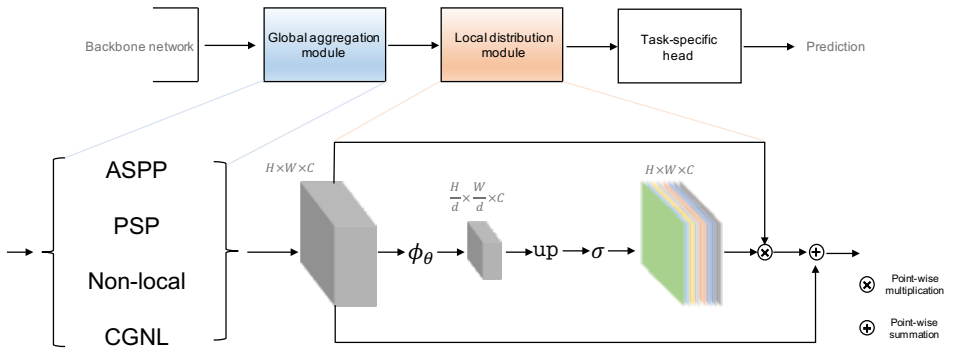 Backbone network
Global aggregation
module
Local distribution
module
Task-specific
head
Prediction
ASPP
PSP
Non-local
CGNL
H×W×C
ϕ_θ
H/d × W/d ×C
up
σ
H×W×C
Point-wise
multiplication
Point-wise
summation